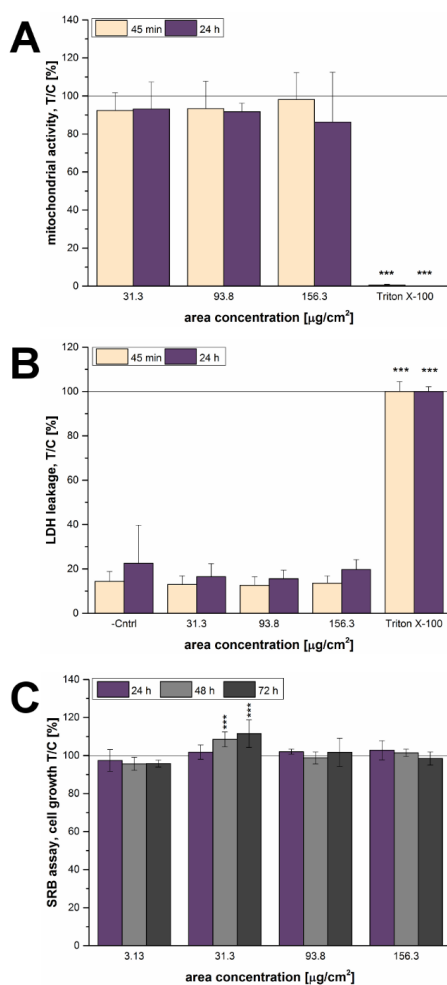 A
45 min 24 h
mitochondrial activity, T/C [%]
140
120
100
80
60
40
20
0
*** ***
31.3 93.8 156.3 Triton X-100
area concentration [µg/cm²]
B
45 min 24 h
LDH leakage, T/C [%]
120
100
80
60
40
20
0
*** ***
-Cntrl 31.3 93.8 156.3 Triton X-100
area concentration [µg/cm²]
C
24 h 48 h 72 h
SRB assay, cell growth T/C [%]
140
120
100
80
60
40
20
0
*** ***
3.13 31.3 93.8 156.3
area concentration [µg/cm²]